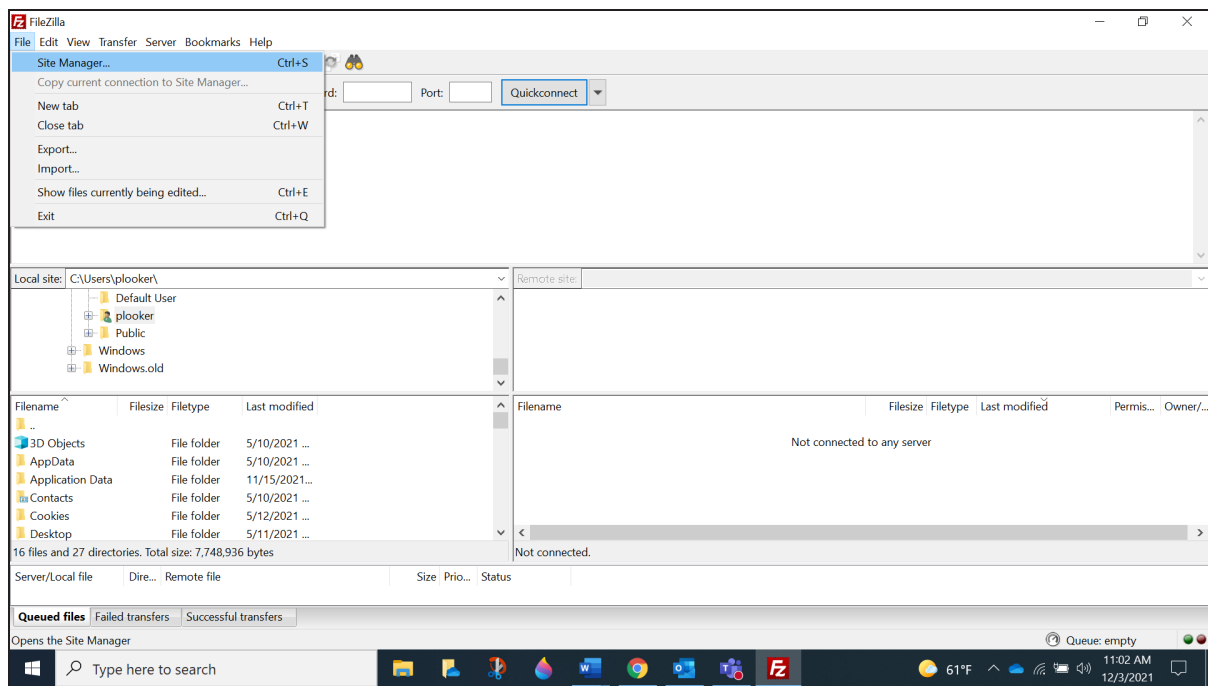 FileZilla
File Edit View Transfer Server Bookmarks Help
Site Manager... Ctrl+S
Copy current connection to Site Manager...
rd: Port: Quickconnect
New tab Ctrl+T
Close tab Ctrl+W
Export...
Import...
Show files currently being edited... Ctrl+E
Exit Ctrl+Q
Local site: C:\Users\plooker\
Default User
plooker
Public
Windows
Windows.old
Remote site:
Filename Filesize Filetype Last modified
..
3D Objects File folder 5/10/2021 ...
AppData File folder 5/10/2021 ...
Application Data File folder 11/15/2021...
Contacts File folder 5/10/2021 ...
Cookies File folder 5/12/2021 ...
Desktop File folder 5/11/2021 ...
16 files and 27 directories. Total size: 7,748,936 bytes
Filename Filesize Filetype Last modified Permis... Owner/...
Not connected to any server
Not connected.
Server/Local file Dire... Remote file Size Prio... Status
Queued files Failed transfers Successful transfers
Opens the Site Manager Queue: empty
Type here to search
61°F
11:02 AM
12/3/2021